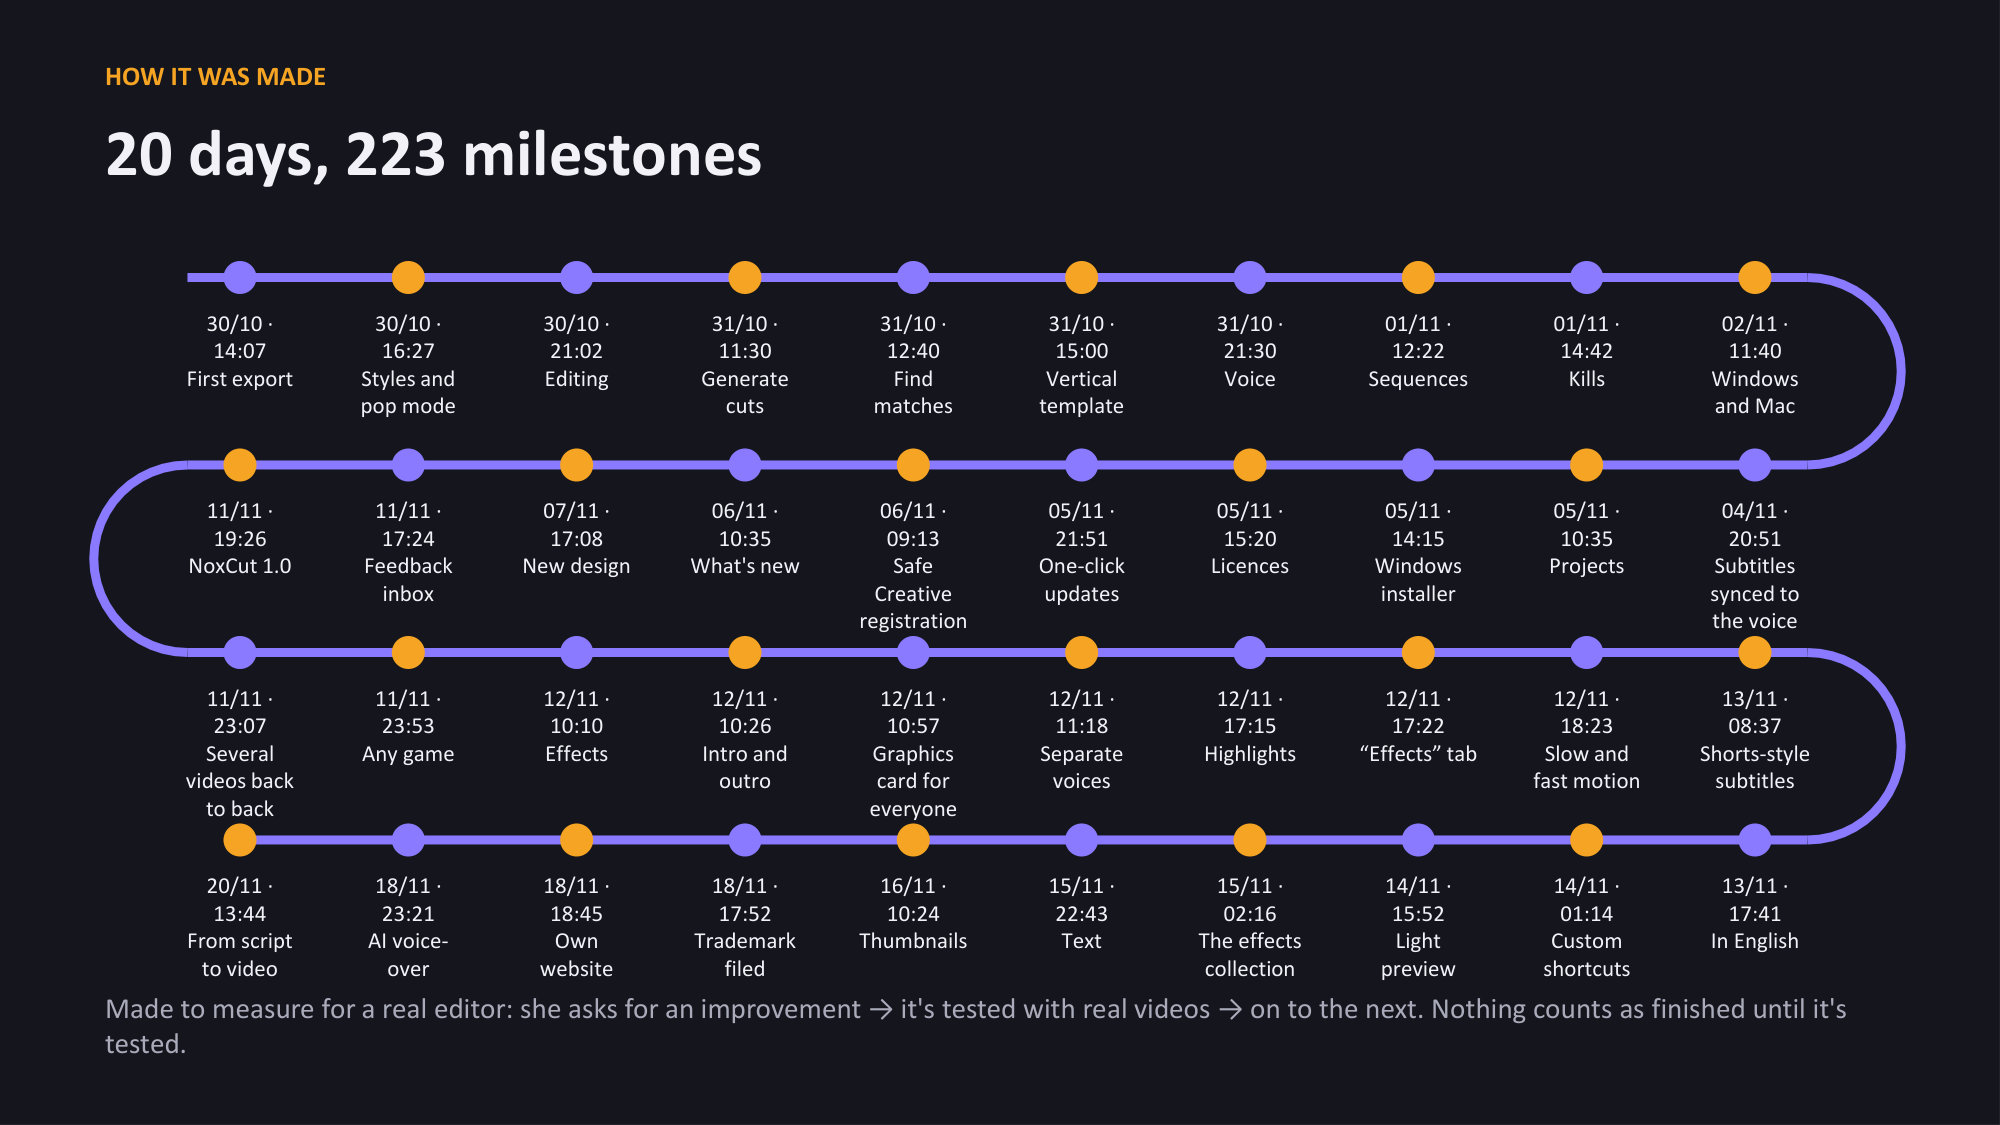 HOW IT WAS MADE
20 days, 223 milestones
30/10 ·
14:07
First export
30/10 ·
16:27
Styles and
pop mode
30/10 ·
21:02
Editing
31/10 ·
11:30
Generate
cuts
31/10 ·
12:40
Find
matches
31/10 ·
15:00
Vertical
template
31/10 ·
21:30
Voice
01/11 ·
12:22
Sequences
01/11 ·
14:42
Kills
02/11 ·
11:40
Windows
and Mac
11/11 ·
19:26
NoxCut 1.0
11/11 ·
17:24
Feedback
inbox
07/11 ·
17:08
New design
06/11 ·
10:35
What's new
06/11 ·
09:13
Safe
Creative
registration
05/11 ·
21:51
One-click
updates
05/11 ·
15:20
Licences
05/11 ·
14:15
Windows
installer
05/11 ·
10:35
Projects
04/11 ·
20:51
Subtitles
synced to
the voice
11/11 ·
23:07
Several
videos back
to back
11/11 ·
23:53
Any game
12/11 ·
10:10
Effects
12/11 ·
10:26
Intro and
outro
12/11 ·
10:57
Graphics
card for
everyone
12/11 ·
11:18
Separate
voices
12/11 ·
17:15
Highlights
12/11 ·
17:22
“Effects” tab
12/11 ·
18:23
Slow and
fast motion
13/11 ·
08:37
Shorts-style
subtitles
20/11 ·
13:44
From script
to video
18/11 ·
23:21
AI voice-
over
18/11 ·
18:45
Own
website
18/11 ·
17:52
Trademark
filed
16/11 ·
10:24
Thumbnails
15/11 ·
22:43
Text
15/11 ·
02:16
The effects
collection
14/11 ·
15:52
Light
preview
14/11 ·
01:14
Custom
shortcuts
13/11 ·
17:41
In English
Made to measure for a real editor: she asks for an improvement → it's tested with real videos → on to the next. Nothing counts as finished until it's
tested.